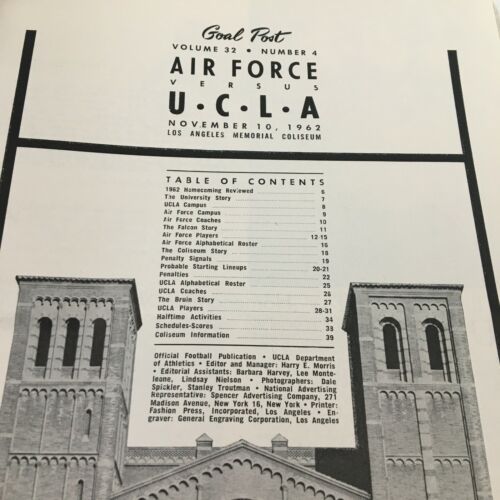 Goal Post
VOLUME 32 • NUMBER 4
AIR FORCE
VERSUS
U•C•L•A
NOVEMBER 10, 1962
LOS ANGELES MEMORIAL COLISEUM
TABLE OF CONTENTS
1962 Homecoming Reviewed 6
The University Story 7
UCLA Campus 8
Air Force Campus 9
Air Force Coaches 10
The Falcon Story 11
Air Force Players 12-15
Air Force Alphabetical Roster 16
The Coliseum Story 18
Penalty Signals 19
Probable Starting Lineups 20-21
Penalties 22
UCLA Alphabetical Roster 25
UCLA Coaches 26
The Bruin Story 27
UCLA Players 28-31
Halftime Activities 34
Schedules-Scores 33
Coliseum Information 39
Official Football Publication • UCLA Department
of Athletics • Editor and Manager: Harry E. Morris
• Editorial Assistants: Barbara Harvey, Lee Monte-
leone, Lindsay Nielson • Photographers: Dale
Spickler, Stanley Troutman • National Advertising
Representative: Spencer Advertising Company, 271
Madison Avenue, New York 16, New York • Printer:
Fashion Press, Incorporated, Los Angeles • En-
graver: General Engraving Corporation, Los Angeles